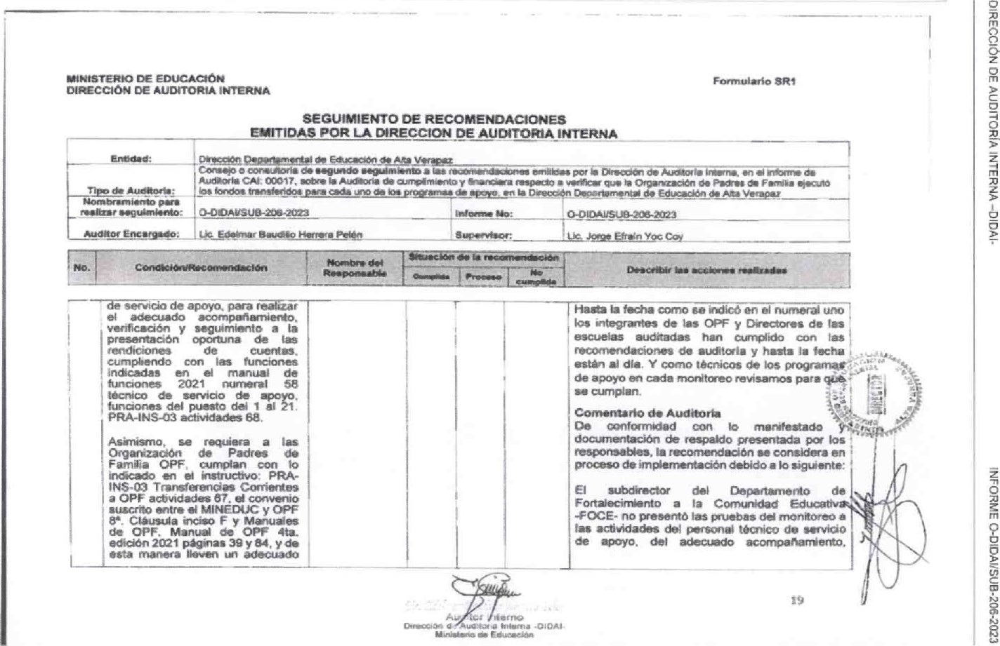 MINISTERIO DE EDUCACIÓN
DIRECCIÓN DE AUDITORIA INTERNA
Formulario SR1
SEGUIMIENTO DE RECOMENDACIONES
EMITIDAS POR LA DIRECCION DE AUDITORIA INTERNA
Entidad: Dirección Departamental de Educación de Alta Verapaz
Tipo de Auditoria: Consejo o consultoría de segundo seguimiento a las recomendaciones emitidas por la Dirección de Auditoría Interna, en el informe de
Auditoría CAI: 00017, sobre la Auditoria de cumplimiento y financiera respecto a verificar que la Organización de Padres de Familia ejecutó
los fondos transferidos para cada uno de los programas de apoyo, en la Dirección Departamental de Educación de Alta Verapaz
Nombramiento para
realizar seguimiento: O-DIDAI/SUB-206-2023 Informe No: O-DIDAI/SUB-206-2023
Auditor Encargado: Lic. Edelmar Baudilio Herrera Pelén Supervisor: Lic. Jorge Efraín Yoc Coy
No. Condición/Recomendación Nombre del
Responsable
Situación de la recomendación
Cumplida Proceso No
cumplida
Describir las acciones realizadas
de servicio de apoyo, para realizar
el adecuado acompañamiento,
verificación y seguimiento a la
presentación oportuna de las
rendiciones de cuentas,
cumpliendo con las funciones
indicadas en el manual de
funciones 2021 numeral 58
técnico de servicio de apoyo,
funciones del puesto del 1 al 21.
PRA-INS-03 actividades 68.
Asimismo, se requiera a las
Organización de Padres de
Familia OPF, cumplan con lo
indicado en el instructivo: PRA-
INS-03 Transferencias Corrientes
a OPF actividades 67, el convenio
suscrito entre el MINEDUC y OPF
8ª. Cláusula inciso F y Manuales
de OPF, Manual de OPF 4ta.
edición 2021 páginas 39 y 84, y de
esta manera lleven un adecuado
Hasta la fecha como se indicó en el numeral uno
los integrantes de las OPF y Directores de las
escuelas auditadas han cumplido con las
recomendaciones de auditoría y hasta la fecha
están al día. Y como técnicos de los programas
de apoyo en cada monitoreo revisamos para que
se cumplan.
Comentario de Auditoría
De conformidad con lo manifestado y
documentación de respaldo presentada por los
responsables, la recomendación se considera en
proceso de implementación debido a lo siguiente:
El subdirector del Departamento de
Fortalecimiento a la Comunidad Educativa
-FOCE- no presentó las pruebas del monitoreo a
las actividades del personal técnico de servicio
de apoyo, del adecuado acompañamiento,
DIRECTOR
19
Auditor Interno
Dirección de Auditoria Interna -DIDAI-
Ministerio de Educación
DIRECCIÓN DE AUDITORÍA INTERNA –DIDAI-
INFORME O-DIDAI/SUB-206-2023